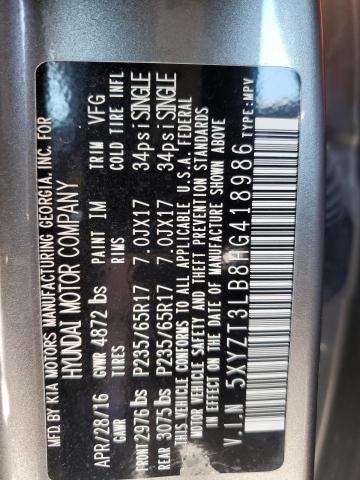 MFD. BY KIA MOTORS MANUFACTURING GEORGIA, INC. FOR
HYUNDAI MOTOR COMPANY
APR/28/16 GVWR 4872 lbs PAINT IM TRIM VFG
GAWR TIRES RIMS COLD TIRE INFL
FRONT 2976 lbs P235/65R17 7.0JX17 34psi SINGLE
REAR 3075 lbs P235/65R17 7.0JX17 34psi SINGLE
THIS VEHICLE CONFORMS TO ALL APPLICABLE U.S.A. FEDERAL
MOTOR VEHICLE SAFETY AND THEFT PREVENTION STANDARDS
IN EFFECT ON THE DATE OF MANUFACTURE SHOWN ABOVE.
V.I.N 5XYZT3LB8HG418986 TYPE:MPV